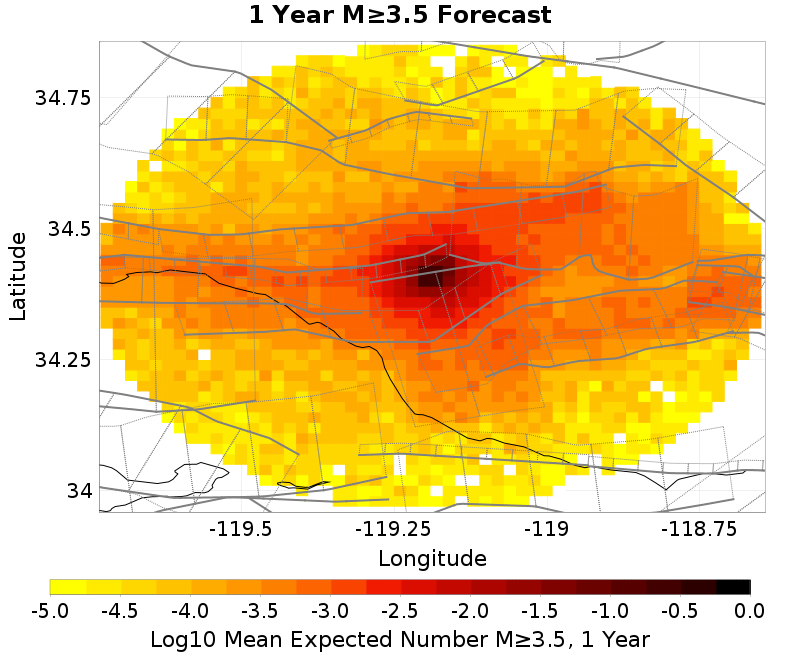 1 Year M≥3.5 Forecast
34.75
34.5
34.25
34
Latitude
-119.5
-119.25
-119
-118.75
Longitude
-5.0 -4.5 -4.0 -3.5 -3.0 -2.5 -2.0 -1.5 -1.0 -0.5 0.0
Log10 Mean Expected Number M≥3.5, 1 Year